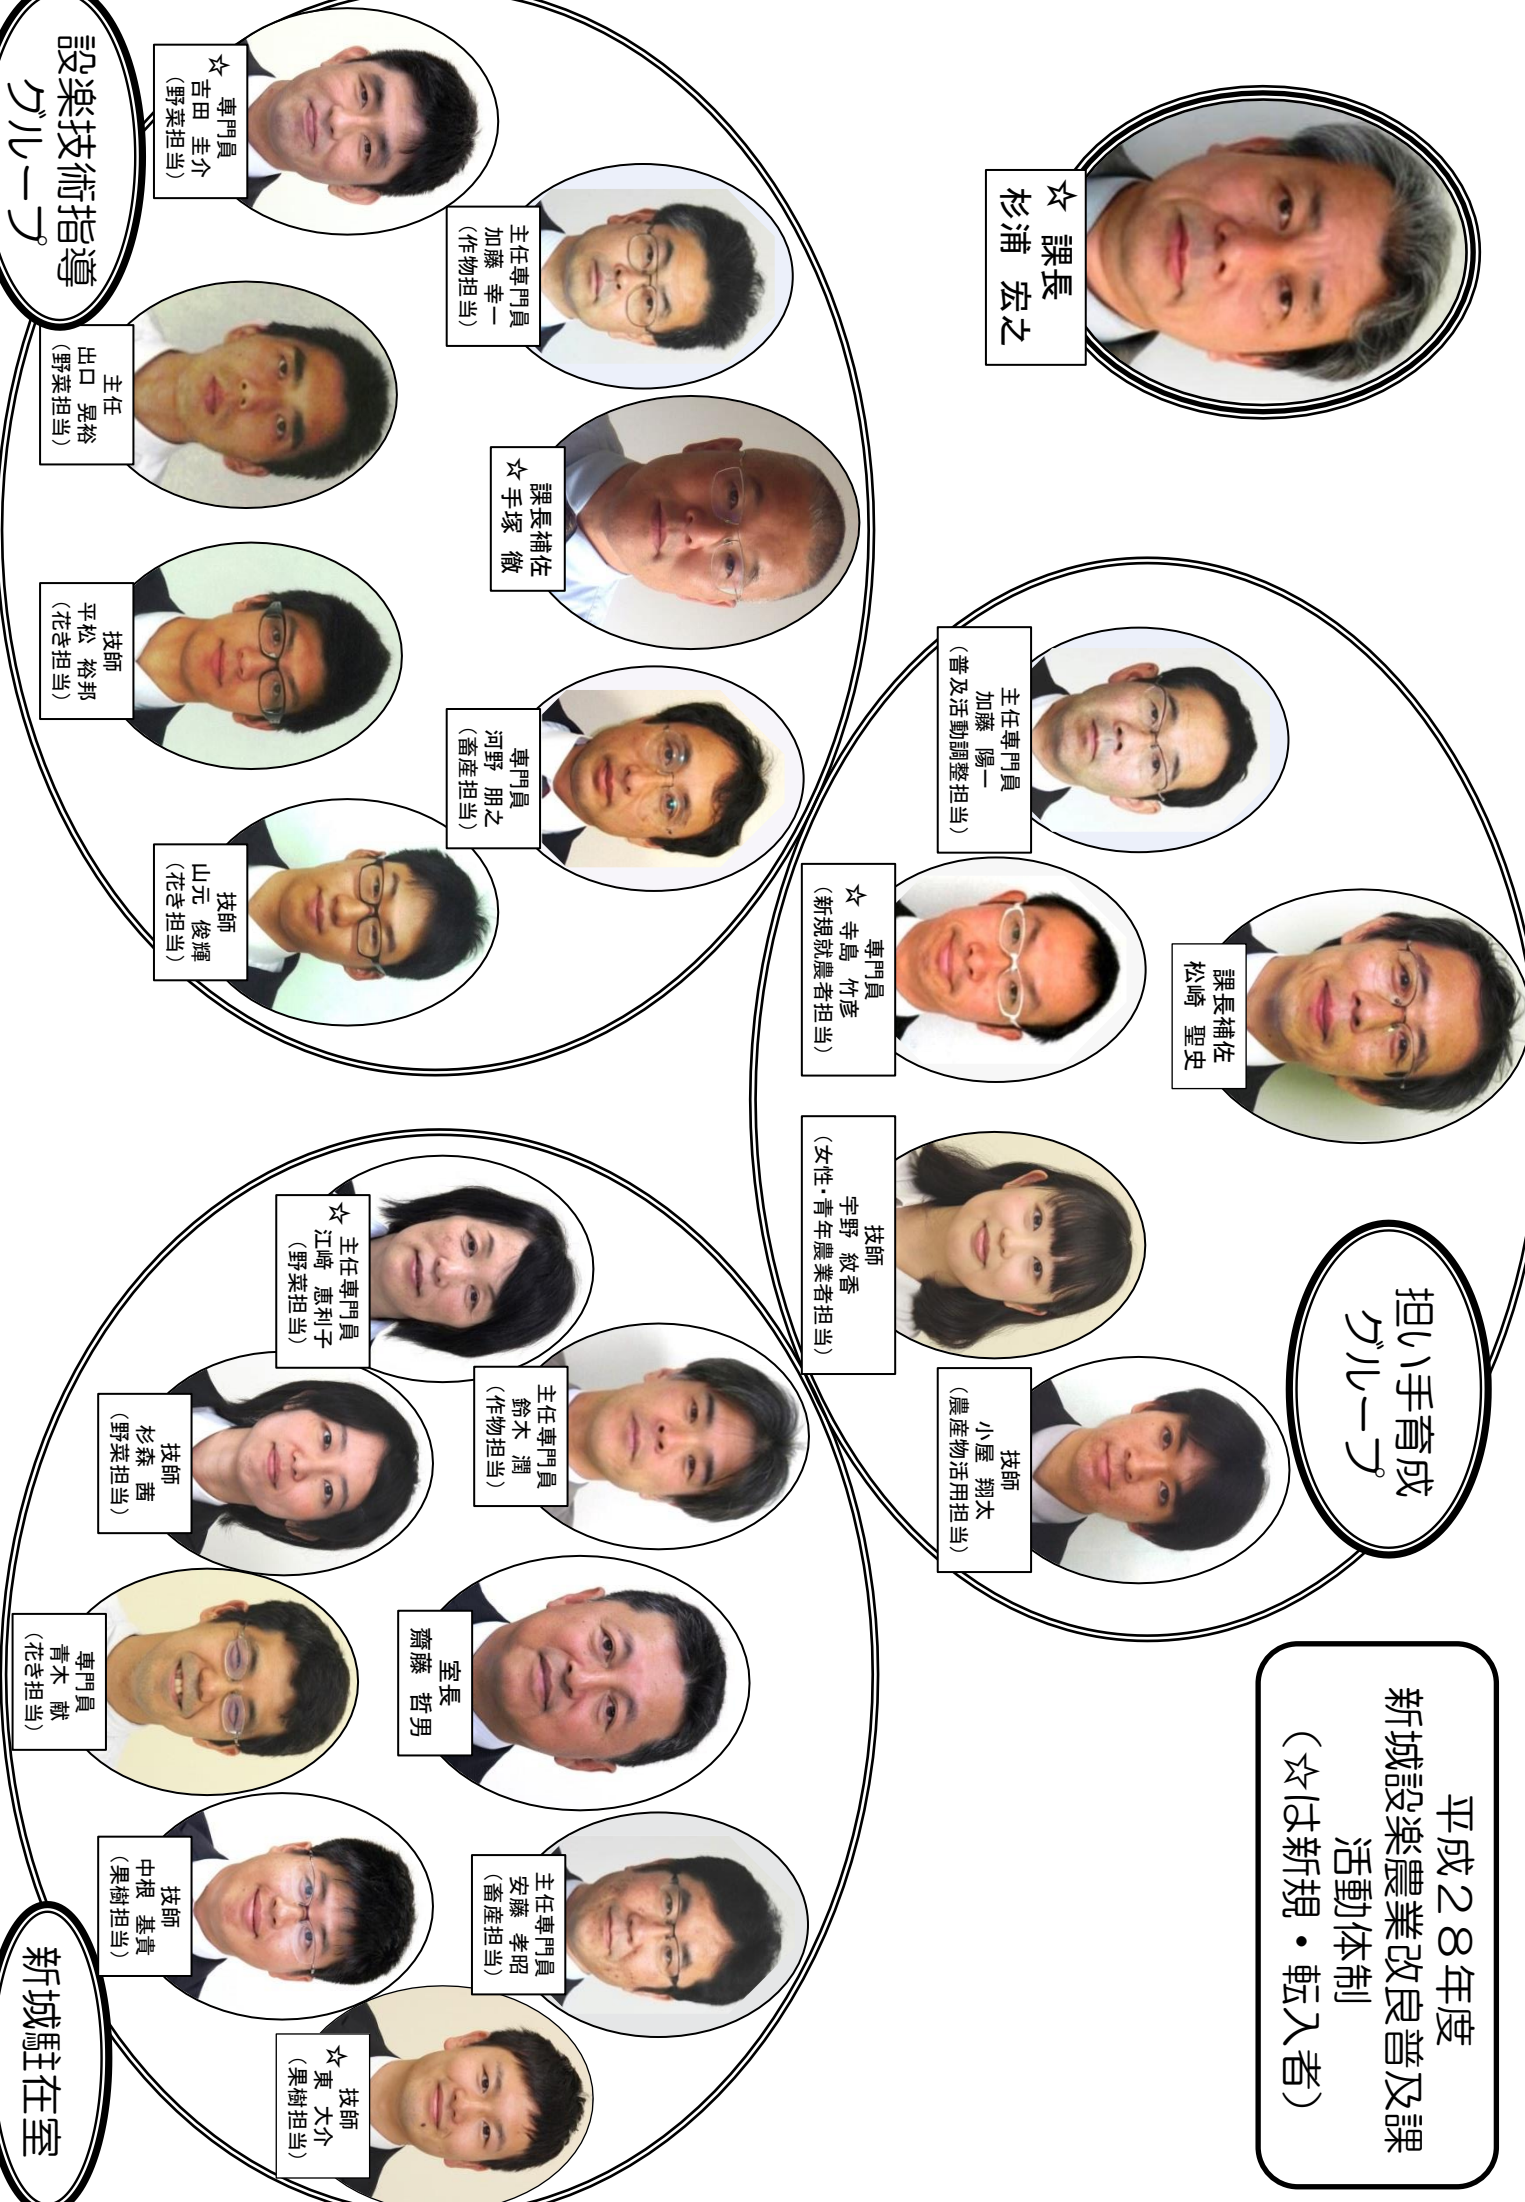 平成２８年度
新城設楽農業改良普及課
活動体制
（☆は新規・転入者）
☆ 課長
杉浦 宏之
担い手育成
グループ
課長補佐
松崎 聖史
主任専門員
加藤 陽一
（普及活動調整担当）
専門員
☆ 寺島 竹彦
（新規就農者担当）
技師
宇野 紋香
（女性・青年農業者担当）
技師
小屋 翔太
（農産物活用担当）
設楽技術指導
グループ
課長補佐
☆ 手塚 徹
主任専門員
加藤 幸一
（作物担当）
専門員
河野 朋之
（畜産担当）
専門員
☆ 吉田 圭介
（野菜担当）
主任
出口 晃裕
（野菜担当）
技師
平松 裕邦
（花き担当）
技師
山元 俊輝
（花き担当）
新城駐在室
室長
齋藤 哲男
主任専門員
鈴木 潤
（作物担当）
主任専門員
安藤 孝昭
（畜産担当）
☆ 主任専門員
江﨑 恵利子
（野菜担当）
技師
杉森 茜
（野菜担当）
専門員
青木 献
（花き担当）
技師
中根 基貴
（果樹担当）
技師
☆ 東 大介
（果樹担当）